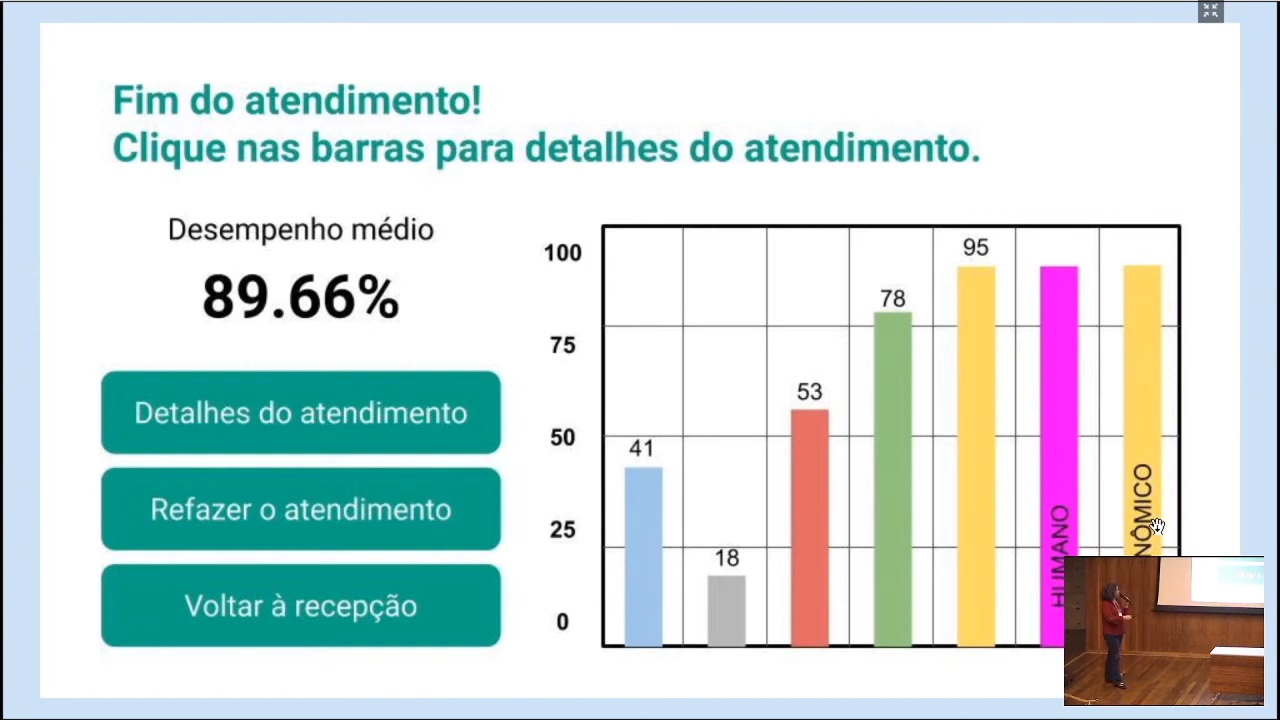 Fim do atendimento!
Clique nas barras para detalhes do atendimento.
Desempenho médio
89.66%
Detalhes do atendimento
Refazer o atendimento
Voltar à recepção
100
75
50
25
0
41
18
53
78
95
HUMANO
NÔMICO